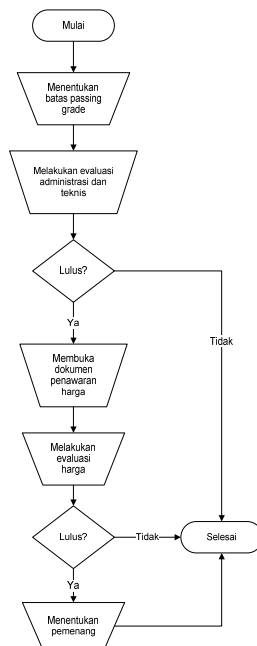 Mulai
Menentukan
batas passing
grade
Melakukan evaluasi
administrasi dan
teknis
Lulus?
Ya
Tidak
Membuka
dokumen
penawaran
harga
Melakukan
evaluasi
harga
Lulus?
Tidak
Selesai
Ya
Menentukan
pemenang